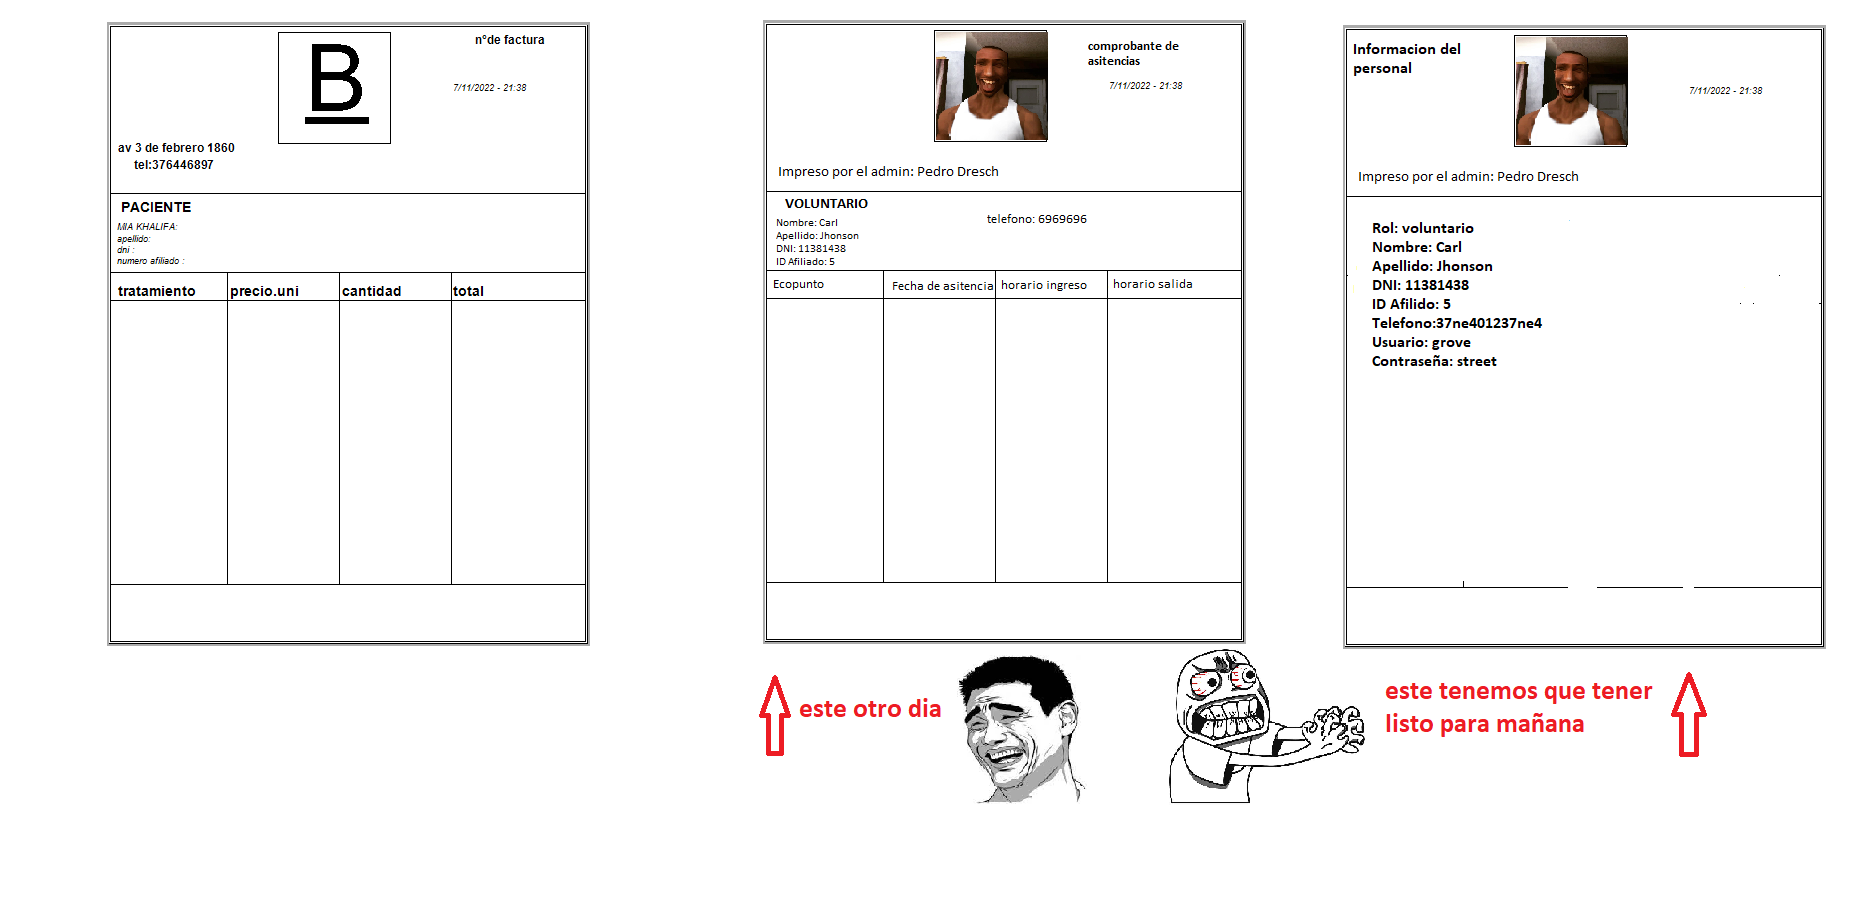 B
n°de factura
7/11/2022 - 21:38
av 3 de febrero 1860
tel:376446897
PACIENTE
MIA KHALIFA:
apellido:
dni :
numero afiliado :
tratamiento precio.uni cantidad total
comprobante de
asitencias
7/11/2022 - 21:38
Impreso por el admin: Pedro Dresch
VOLUNTARIO
telefono: 6969696
Nombre: Carl
Apellido: Jhonson
DNI: 11381438
ID Afiliado: 5
Ecopunto Fecha de asitencia horario ingreso horario salida
este otro dia
Informacion del
personal
7/11/2022 - 21:38
Impreso por el admin: Pedro Dresch
Rol: voluntario
Nombre: Carl
Apellido: Jhonson
DNI: 11381438
ID Afilido: 5
Telefono:37ne401237ne4
Usuario: grove
Contraseña: street
este tenemos que tener
listo para mañana